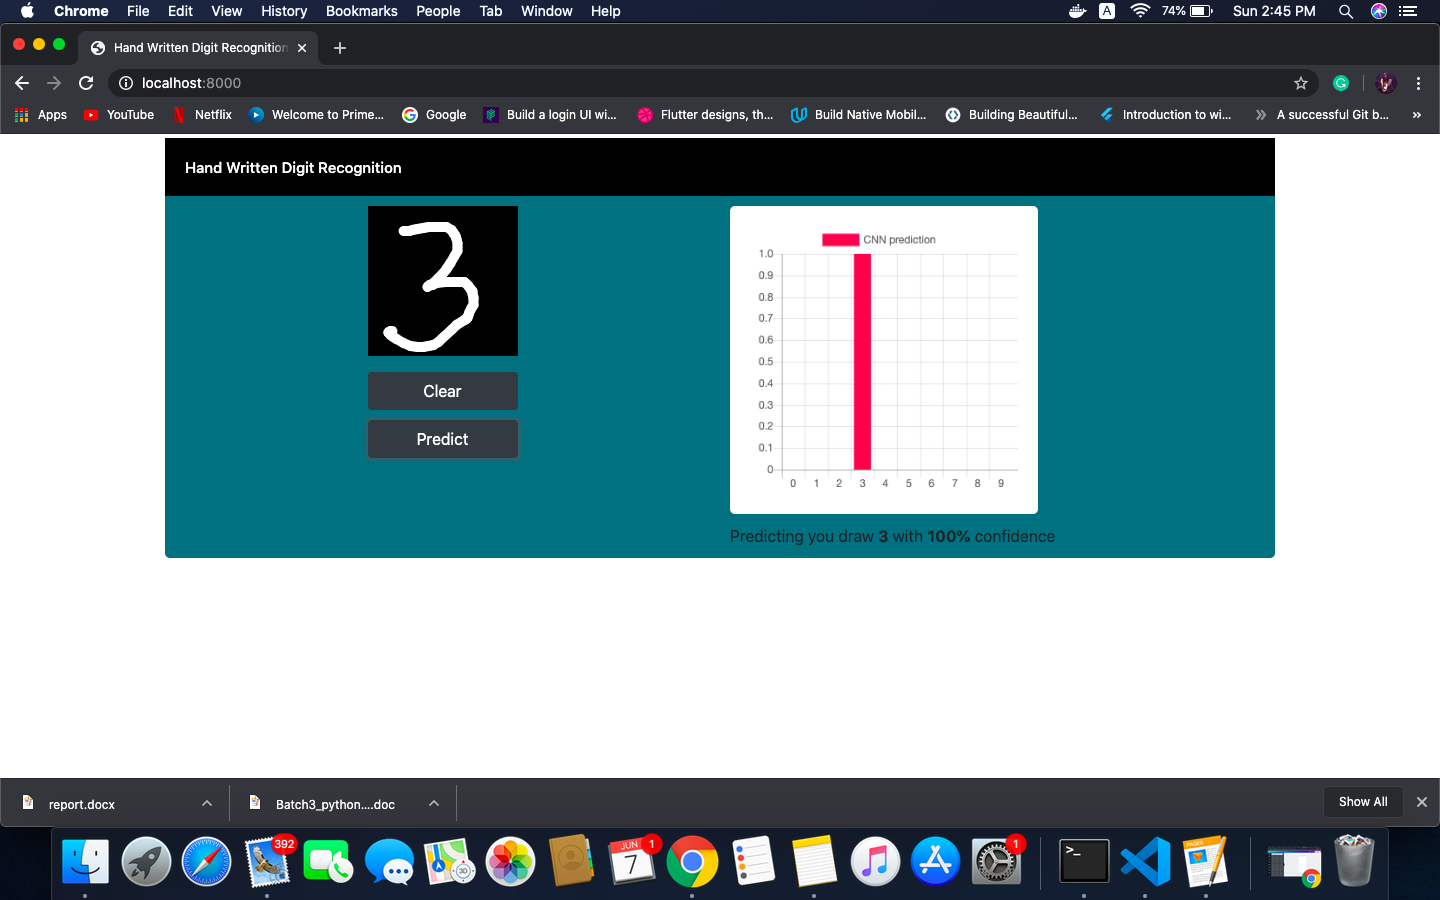 Chrome File Edit View History Bookmarks People Tab Window Help A 74% Sun 2:45 PM
Hand Written Digit Recognition
localhost:8000
Apps YouTube Netflix Welcome to Prime... Google Build a login UI wi... Flutter designs, th... Build Native Mobil... Building Beautiful... Introduction to wi... A successful Git b... »
Hand Written Digit Recognition
3
Clear
Predict
CNN prediction
1.0
0.9
0.8
0.7
0.6
0.5
0.4
0.3
0.2
0.1
0
0 1 2 3 4 5 6 7 8 9
Predicting you draw 3 with 100% confidence
report.docx Batch3_python....doc Show All
392 JUN 7 1 1
>_ PAGES
3D